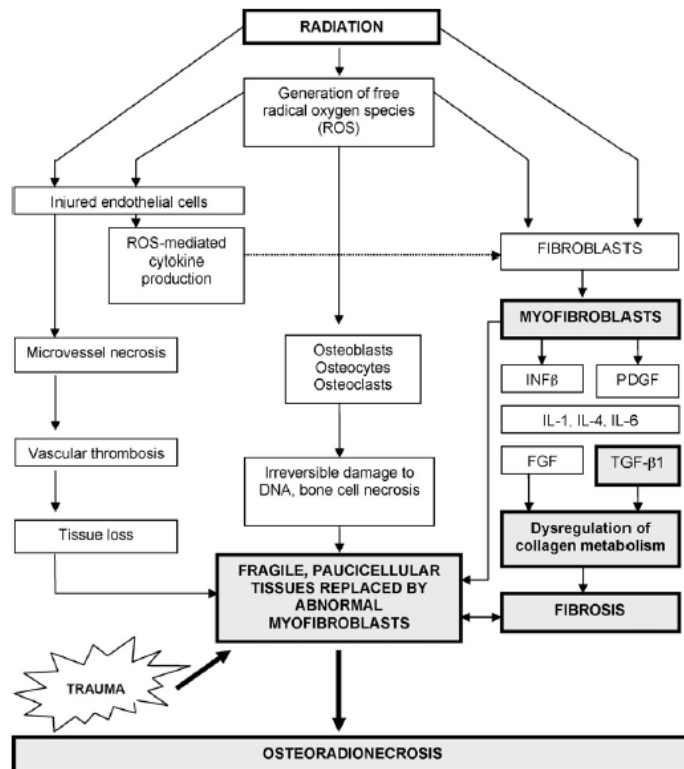 RADIATION
Generation of free
radical oxygen species
(ROS)
Injured endothelial cells
ROS-mediated
cytokine
production
FIBROBLASTS
MYOFIBROBLASTS
Microvessel necrosis
Osteoblasts
Osteocytes
Osteoclasts
INFβ
PDGF
IL-1, IL-4, IL-6
Vascular thrombosis
Irreversible damage to
DNA, bone cell necrosis
FGF
TGF-β1
Tissue loss
Dysregulation of
collagen metabolism
FRAGILE, PAUCICELLULAR
TISSUES REPLACED BY
ABNORMAL
MYOFIBROBLASTS
FIBROSIS
TRAUMA
OSTEORADIONECROSIS